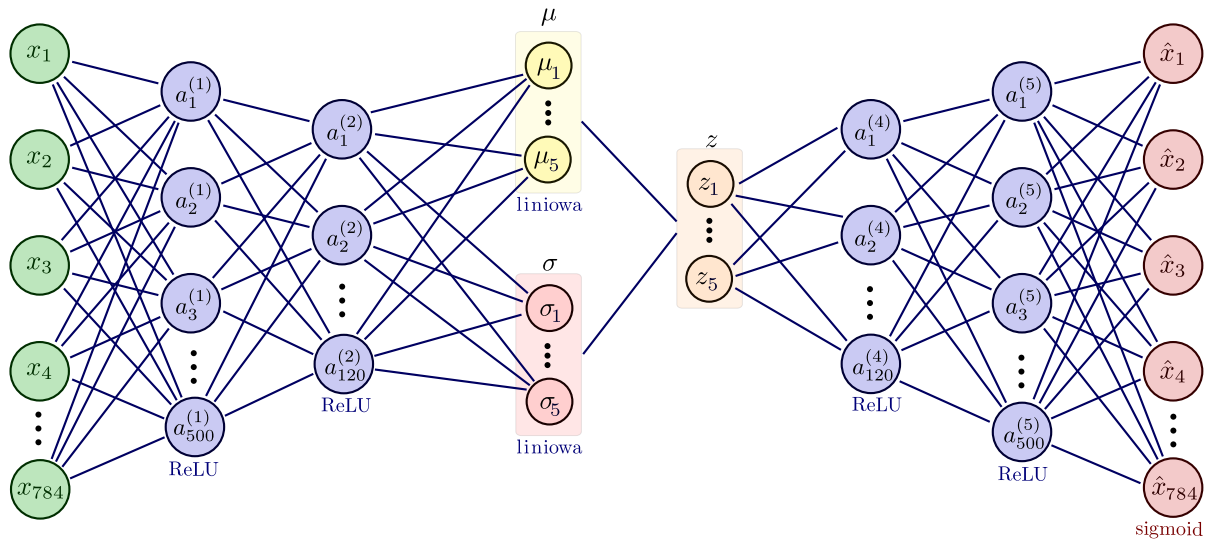 x₁
x₂
x₃
x₄
x₇₈₄
a₁⁽¹⁾
a₂⁽¹⁾
a₃⁽¹⁾
a₅₀₀⁽¹⁾
ReLU
a₁⁽²⁾
a₂⁽²⁾
a₁₂₀⁽²⁾
ReLU
μ
μ₁
μ₅
liniowa
σ
σ₁
σ₅
liniowa
z
z₁
z₅
a₁⁽⁴⁾
a₂⁽⁴⁾
a₁₂₀⁽⁴⁾
ReLU
a₁⁽⁵⁾
a₂⁽⁵⁾
a₃⁽⁵⁾
a₅₀₀⁽⁵⁾
ReLU
x̂₁
x̂₂
x̂₃
x̂₄
x̂₇₈₄
sigmoid